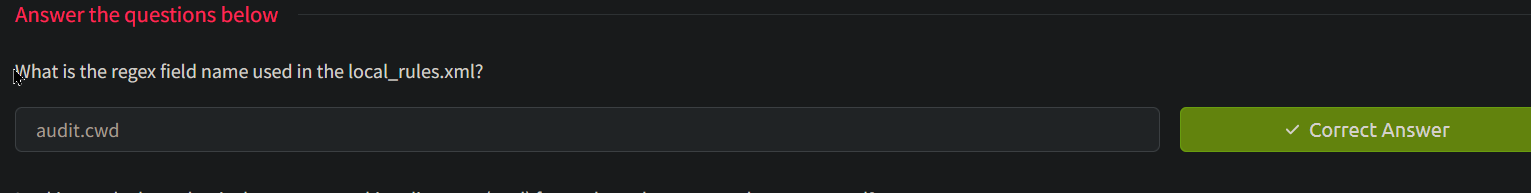 Answer the questions below
What is the regex field name used in the local_rules.xml?
audit.cwd
✓ Correct Answer